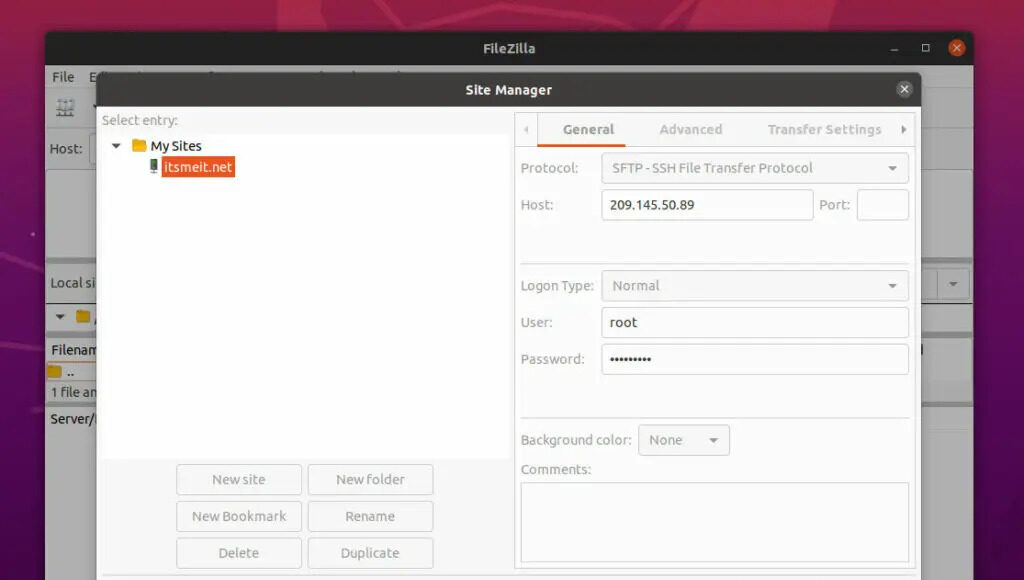 FileZilla
File
Site Manager
Select entry:
My Sites
itsmeit.net
General Advanced Transfer Settings
Protocol: SFTP - SSH File Transfer Protocol
Host: 209.145.50.89 Port:
Logon Type: Normal
User: root
Password: •••••••••
Background color: None
Comments:
New site New folder
New Bookmark Rename
Delete Duplicate
Host:
Local si
Filenam
..
1 file an
Server/